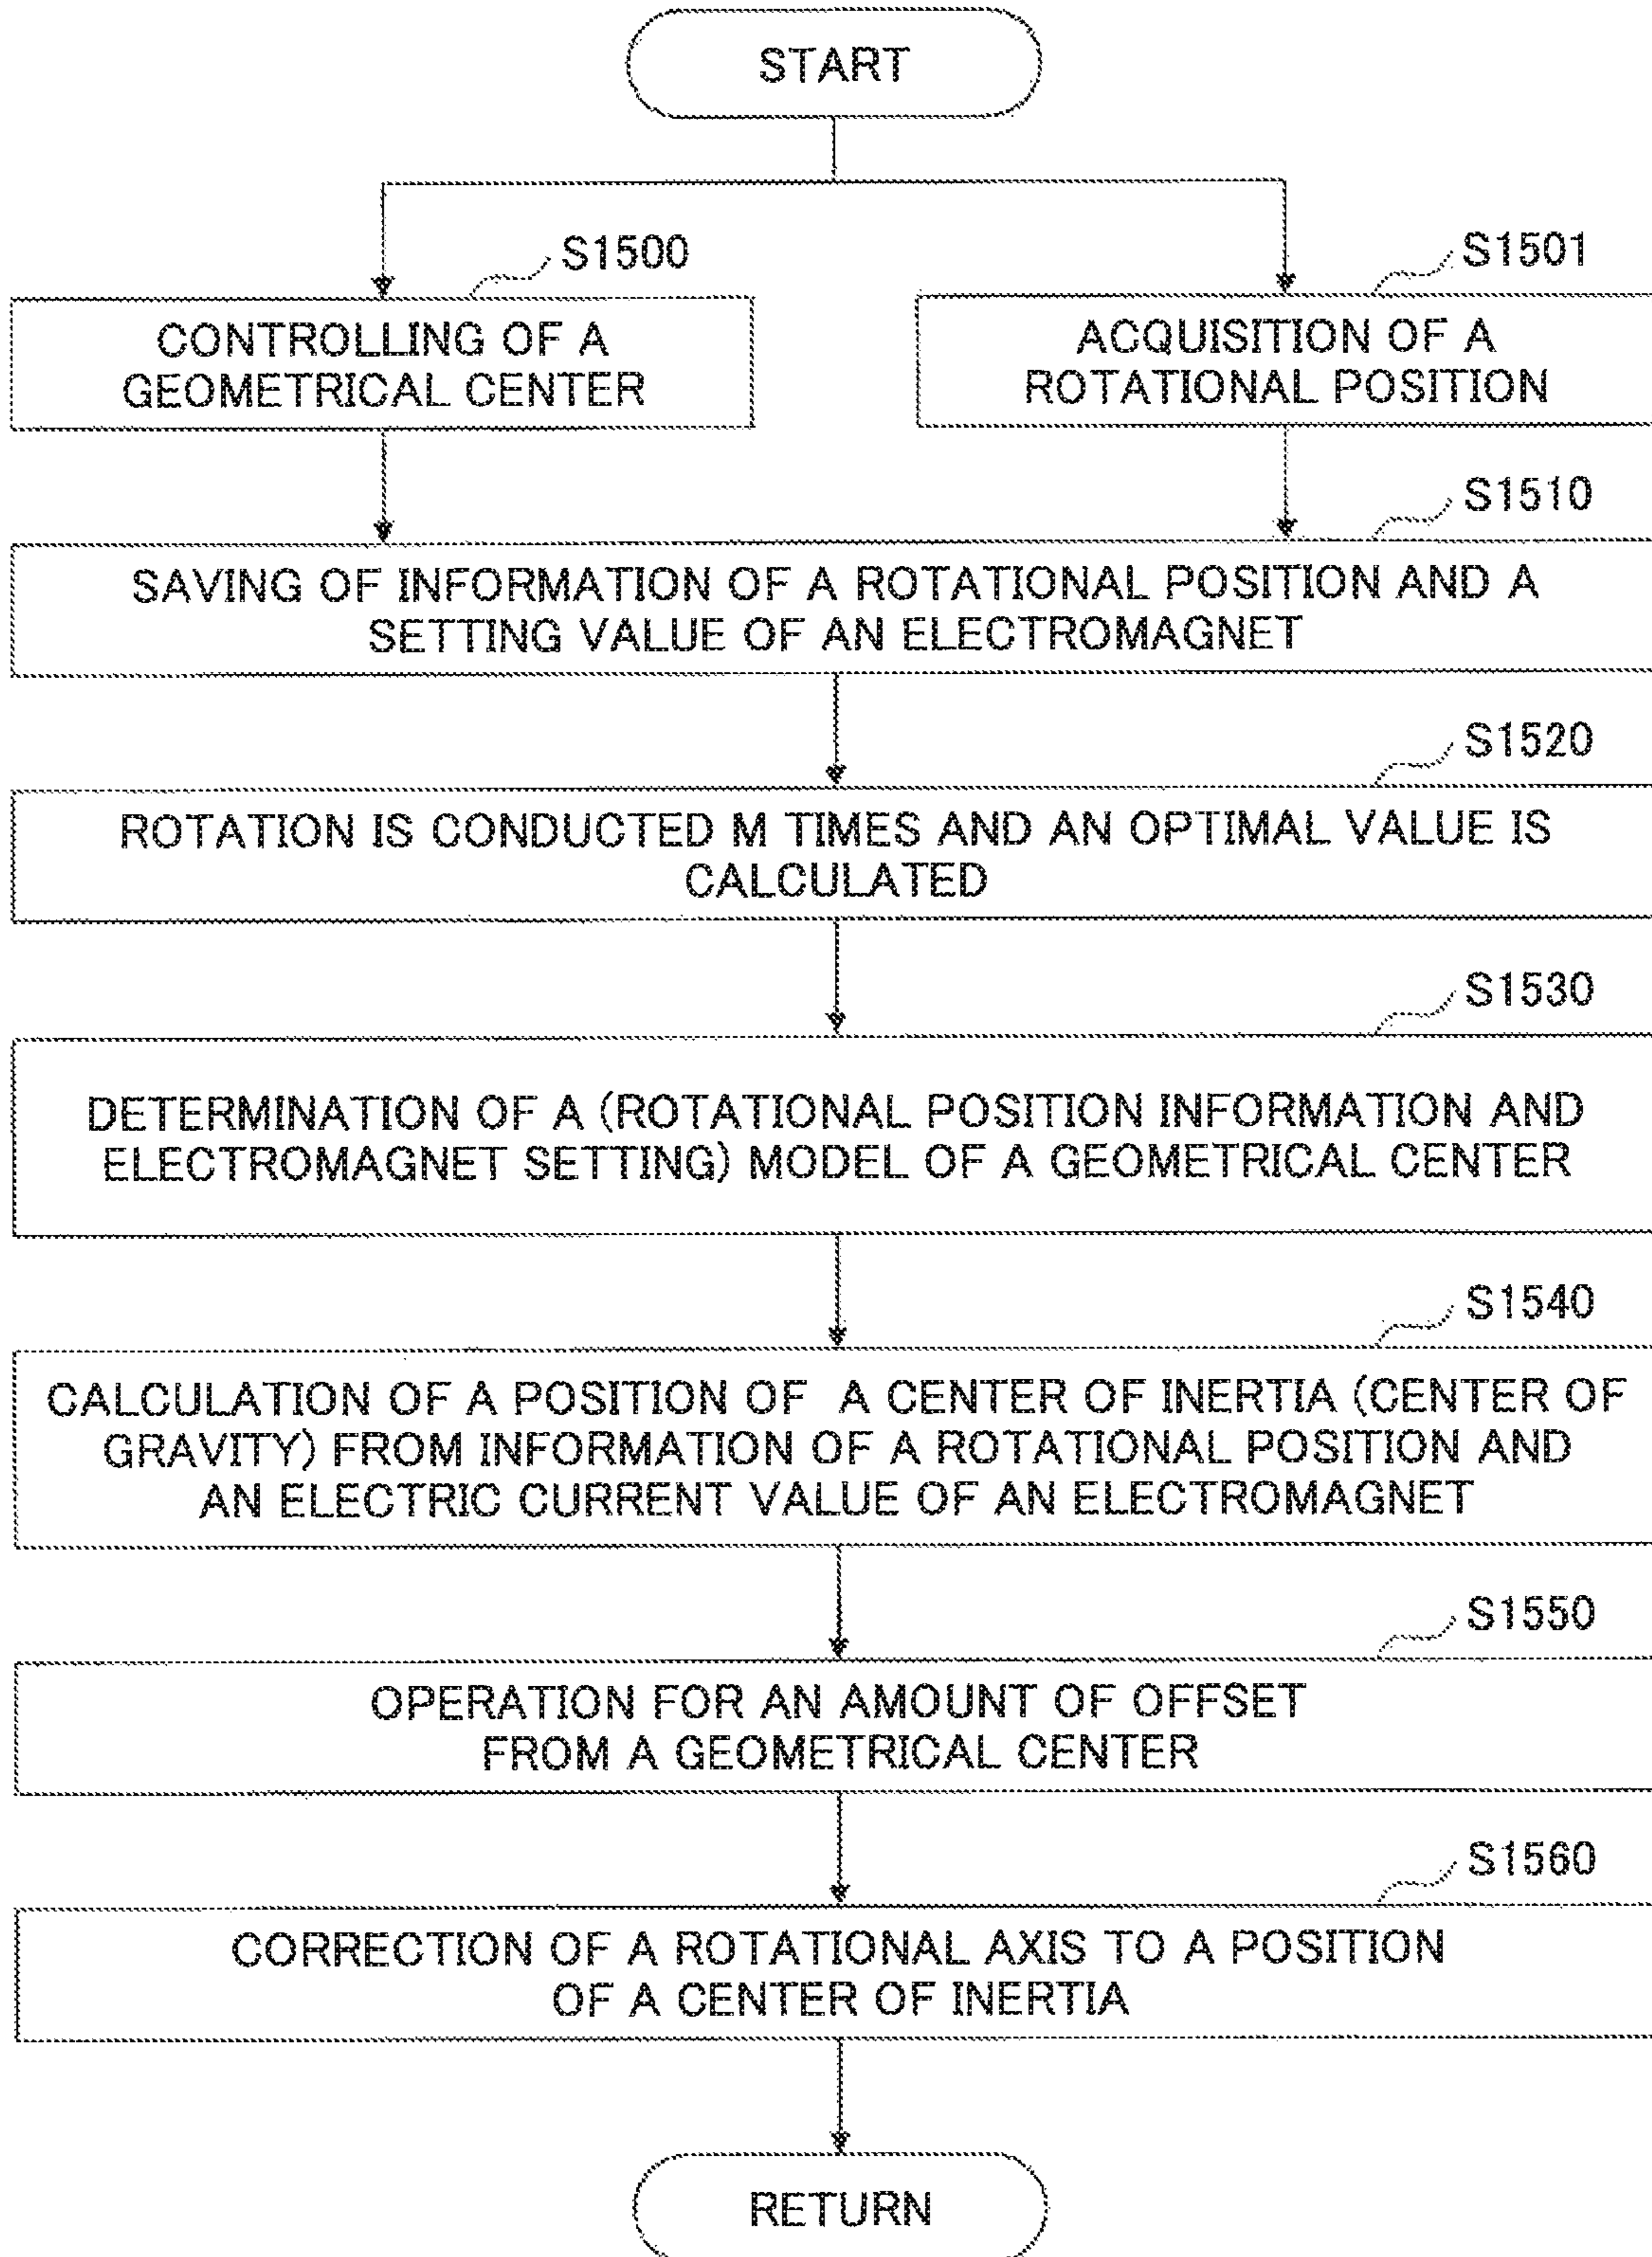 START
S1500
S1501
CONTROLLING OF A
GEOMETRICAL CENTER
ACQUISITION OF A
ROTATIONAL POSITION
S1510
SAVING OF INFORMATION OF A ROTATIONAL POSITION AND A
SETTING VALUE OF AN ELECTROMAGNET
S1520
ROTATION IS CONDUCTED M TIMES AND AN OPTIMAL VALUE IS
CALCULATED
S1530
DETERMINATION OF A (ROTATIONAL POSITION INFORMATION AND
ELECTROMAGNET SETTING) MODEL OF A GEOMETRICAL CENTER
S1540
CALCULATION OF A POSITION OF A CENTER OF INERTIA (CENTER OF
GRAVITY) FROM INFORMATION OF A ROTATIONAL POSITION AND
AN ELECTRIC CURRENT VALUE OF AN ELECTROMAGNET
S1550
OPERATION FOR AN AMOUNT OF OFFSET
FROM A GEOMETRICAL CENTER
S1560
CORRECTION OF A ROTATIONAL AXIS TO A POSITION
OF A CENTER OF INERTIA
RETURN